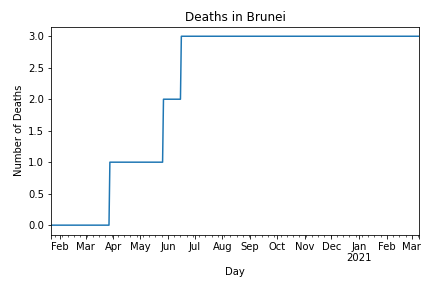 Deaths in Brunei
Number of Deaths
3.0
2.5
2.0
1.5
1.0
0.5
0.0
Feb Mar Apr May Jun Jul Aug Sep Oct Nov Dec Jan Feb Mar
2021
Day